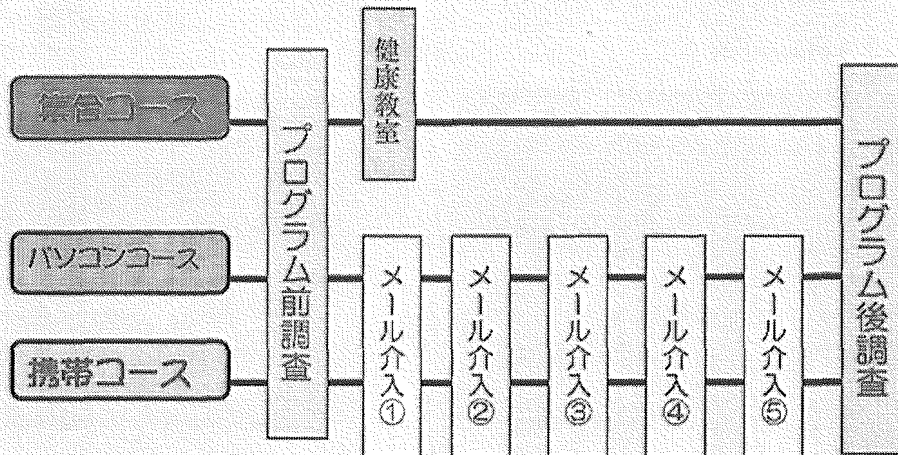 集合コース
パソコンコース
携帯コース
プログラム前調査
健康教室
メール介入①
メール介入②
メール介入③
メール介入④
メール介入⑤
プログラム後調査